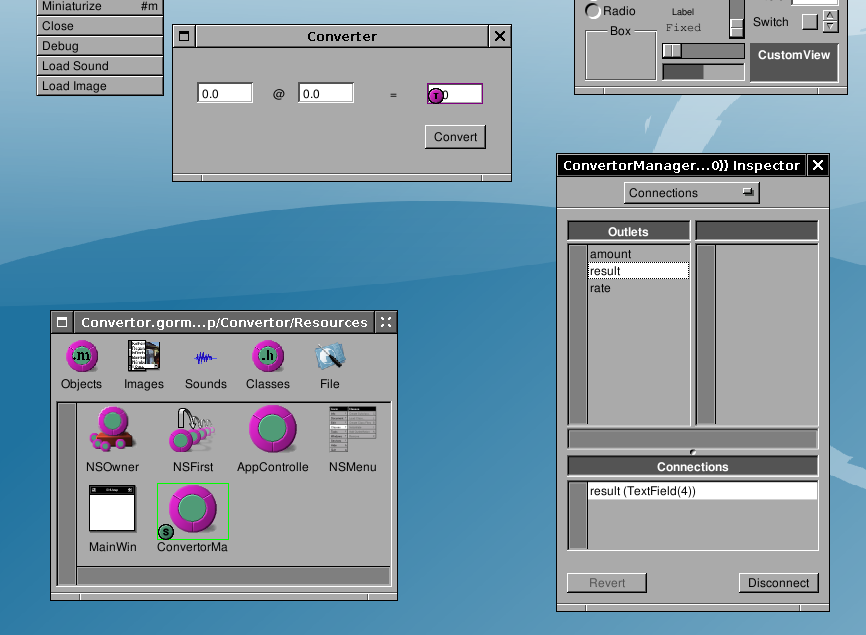 Miniaturize #m
Close
Debug
Load Sound
Load Image
Converter
0.0 @ 0.0 =
Convert
Radio
Box
Label
Fixed
Switch
CustomView
ConvertorManager...0)) Inspector
Connections
Outlets
amount
result
rate
Connections
result (TextField(4))
Revert
Disconnect
Convertor.gorm...p/Convertor/Resources
.m
.h
Objects Images Sounds Classes File
NSOwner NSFirst AppControlle NSMenu
S
MainWin ConvertorMa